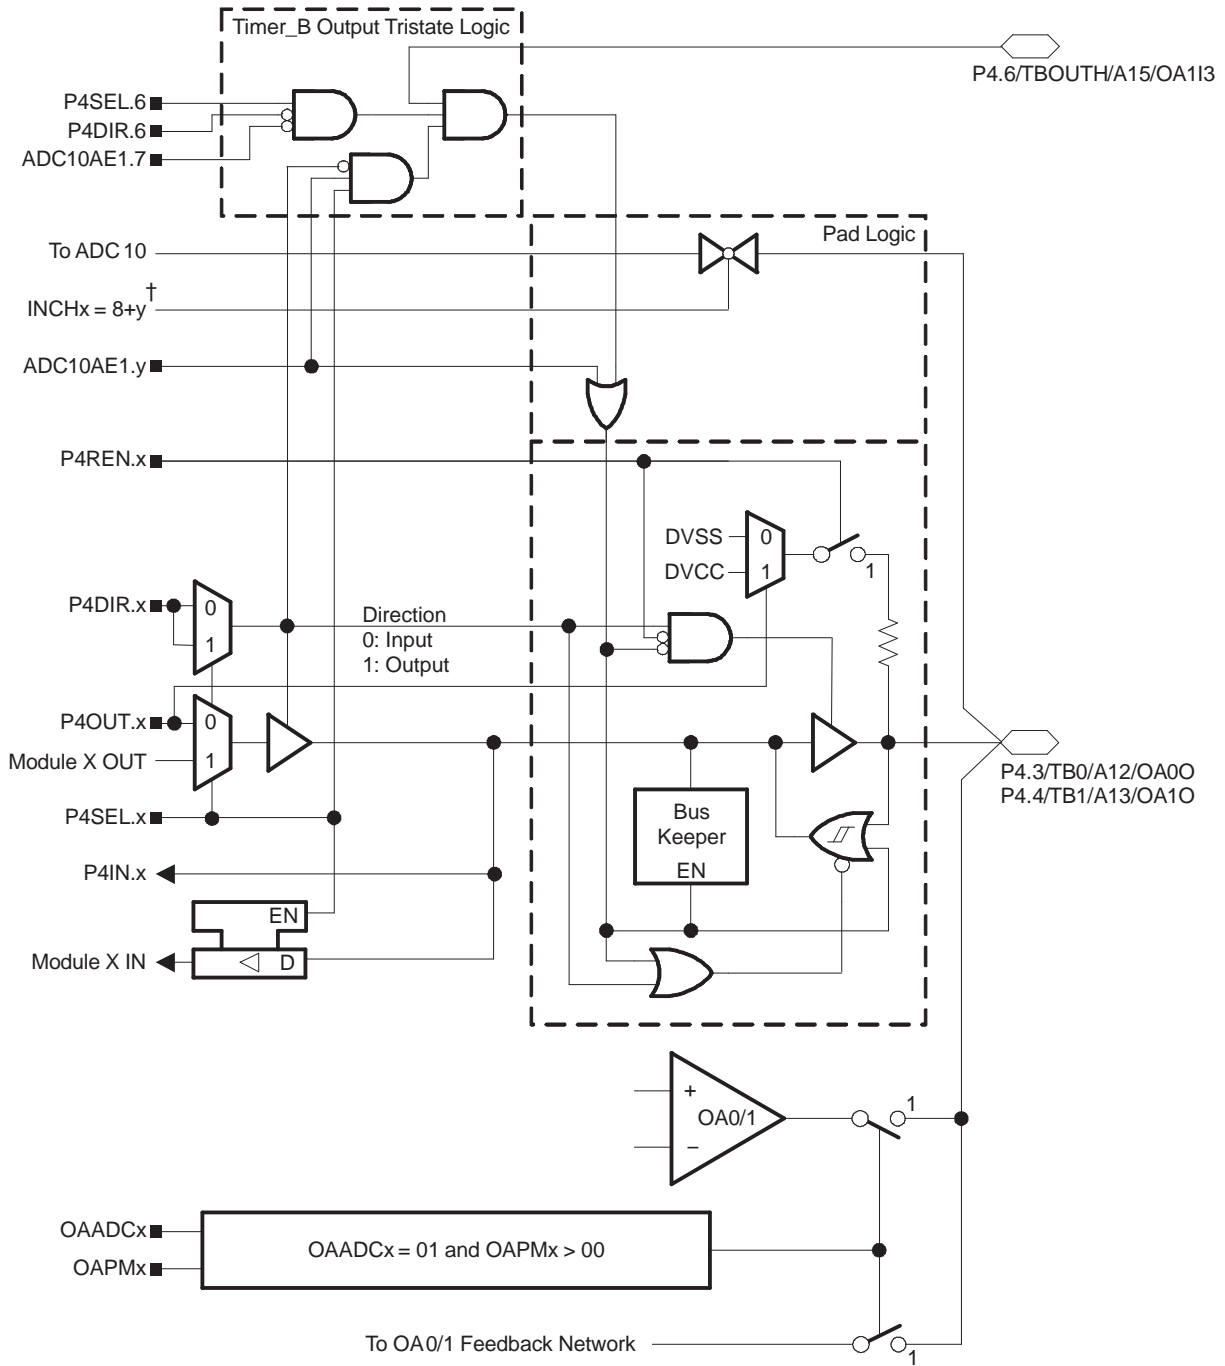 Timer_B Output Tristate Logic
P4.6/TBOUTH/A15/OA1I3
P4SEL.6
P4DIR.6
ADC10AE1.7
Pad Logic
To ADC 10
INCHx = 8+y†
ADC10AE1.y
P4REN.x
DVSS
0
DVCC
1
1
P4DIR.x
0
1
Direction
0: Input
1: Output
P4OUT.x
0
Module X OUT
1
P4.3/TB0/A12/OA0O
P4.4/TB1/A13/OA1O
P4SEL.x
Bus
Keeper
EN
P4IN.x
EN
Module X IN
D
+
OA0/1
−
1
OAADCx
OAPMx
OAADCx = 01 and OAPMx > 00
To OA0/1 Feedback Network
1